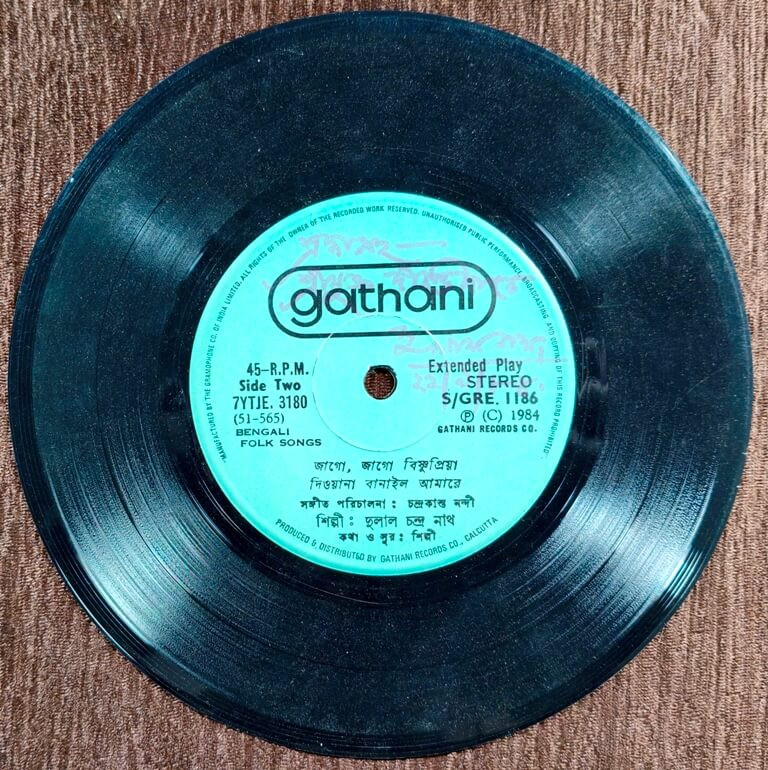 "MANUFACTURED BY THE GRAMOPHONE CO. OF INDIA LIMITED. ALL RIGHTS OF THE OWNER OF THE RECORDED WORK RESERVED. UNAUTHORISED PUBLIC PERFORMANCE, BROADCASTING AND COPYING OF THIS RECORD PROHIBITED"
gathani
45-R.P.M.
Side Two
7YTJE. 3180
(51-565)
BENGALI
FOLK SONGS
Extended Play
STEREO
S/GRE. 1186
Ⓟ (C) 1984
GATHANI RECORDS CO.
জাগো, জাগো বিষ্ণুপ্রিয়া
দিওয়ানা বানাইল আমারে
সঙ্গীত পরিচালনা : চন্দ্রকান্ত নন্দী
শিল্পী : দুলাল চন্দ্র নাথ
কথা ও সুর : শিল্পী
PRODUCED & DISTRIBUTED BY GATHANI RECORDS CO., CALCUTTA